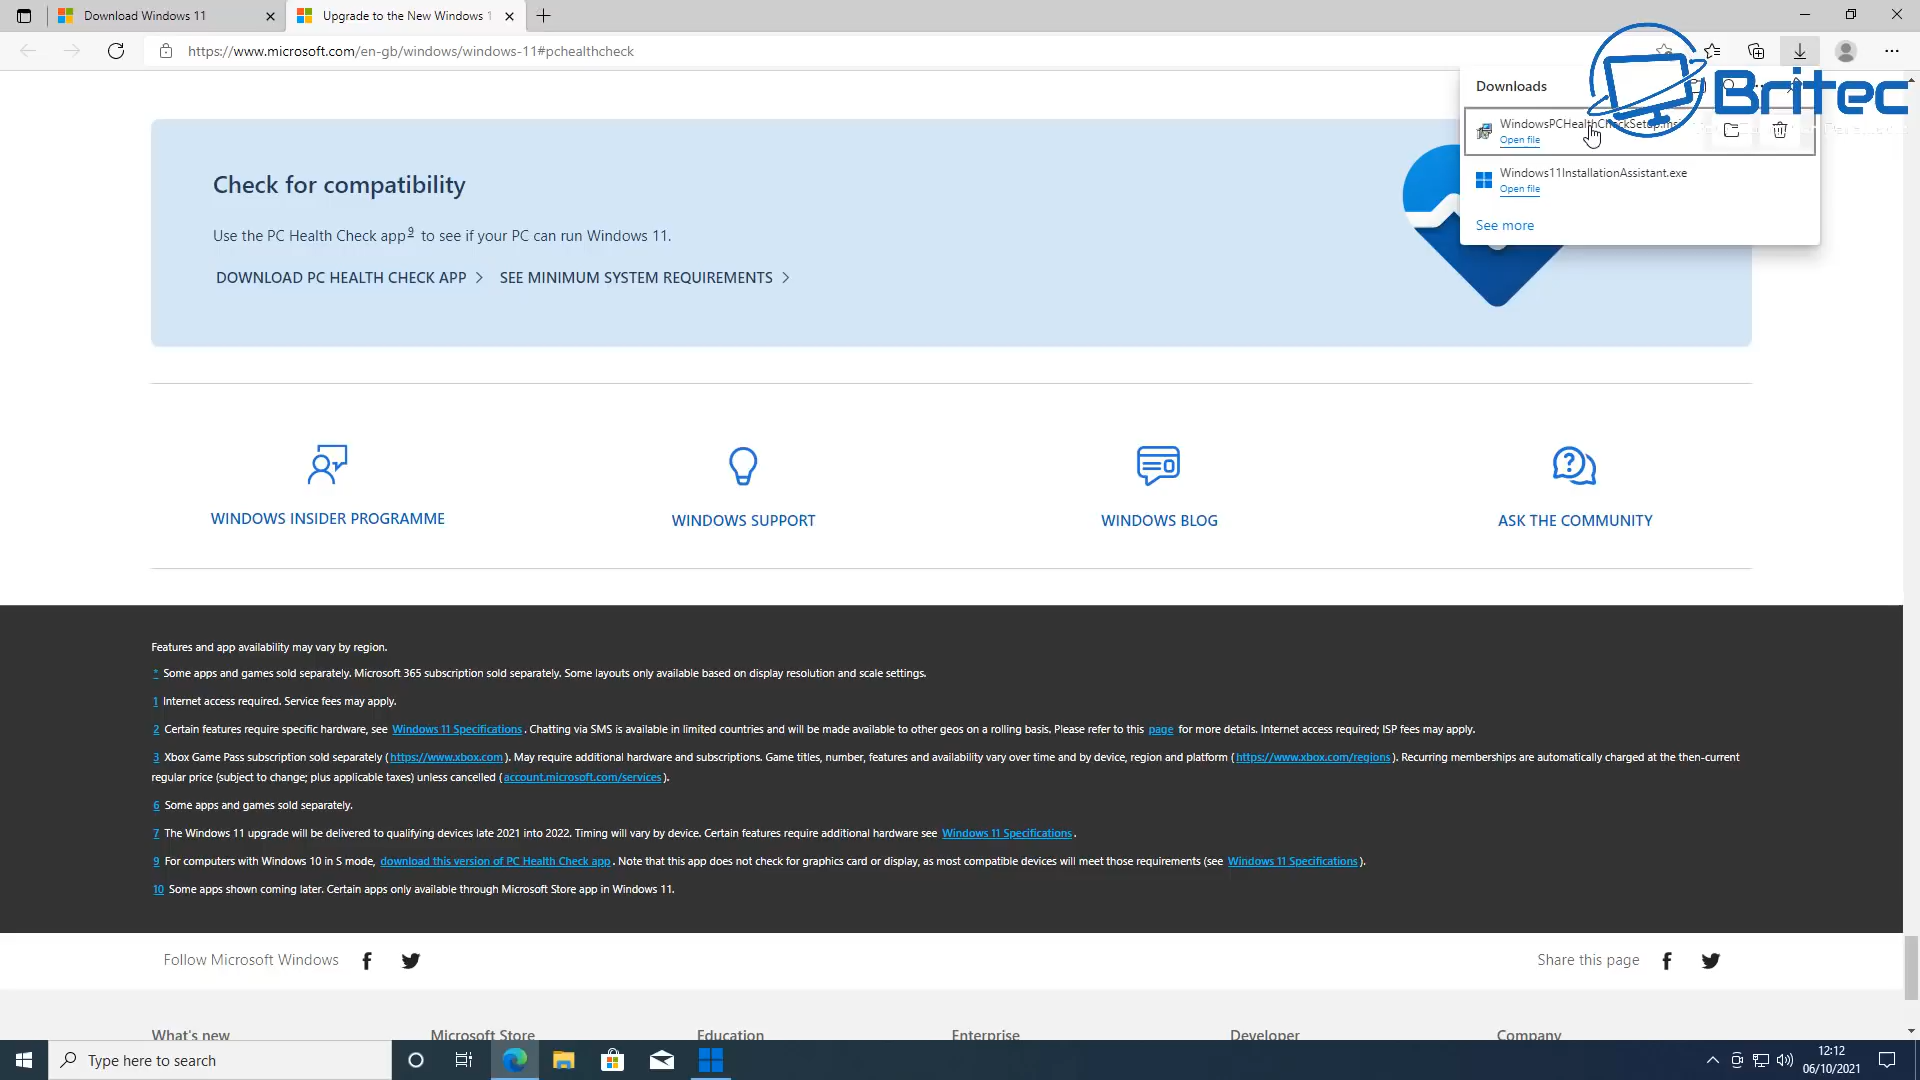 Download Windows 11
Upgrade to the New Windows 1
https://www.microsoft.com/en-gb/windows/windows-11#pchealthcheck
Britec
Downloads
WindowsPCHealthCheckSetup.msi
Open file
Windows11InstallationAssistant.exe
Open file
See more
Check for compatibility
Use the PC Health Check app9 to see if your PC can run Windows 11.
DOWNLOAD PC HEALTH CHECK APP > SEE MINIMUM SYSTEM REQUIREMENTS >
WINDOWS INSIDER PROGRAMME
WINDOWS SUPPORT
WINDOWS BLOG
ASK THE COMMUNITY
Features and app availability may vary by region.
* Some apps and games sold separately. Microsoft 365 subscription sold separately. Some layouts only available based on display resolution and scale settings.
1 Internet access required. Service fees may apply.
2 Certain features require specific hardware, see Windows 11 Specifications. Chatting via SMS is available in limited countries and will be made available to other geos on a rolling basis. Please refer to this page for more details. Internet access required; ISP fees may apply.
3 Xbox Game Pass subscription sold separately (https://www.xbox.com). May require additional hardware and subscriptions. Game titles, number, features and availability vary over time and by device, region and platform (https://www.xbox.com/regions). Recurring memberships are automatically charged at the then-current
regular price (subject to change; plus applicable taxes) unless cancelled (account.microsoft.com/services).
6 Some apps and games sold separately.
7 The Windows 11 upgrade will be delivered to qualifying devices late 2021 into 2022. Timing will vary by device. Certain features require additional hardware see Windows 11 Specifications.
9 For computers with Windows 10 in S mode, download this version of PC Health Check app. Note that this app does not check for graphics card or display, as most compatible devices will meet those requirements (see Windows 11 Specifications).
10 Some apps shown coming later. Certain apps only available through Microsoft Store app in Windows 11.
Follow Microsoft Windows
Share this page
What's new
Microsoft Store
Education
Enterprise
Developer
Company
Type here to search
12:12
06/10/2021